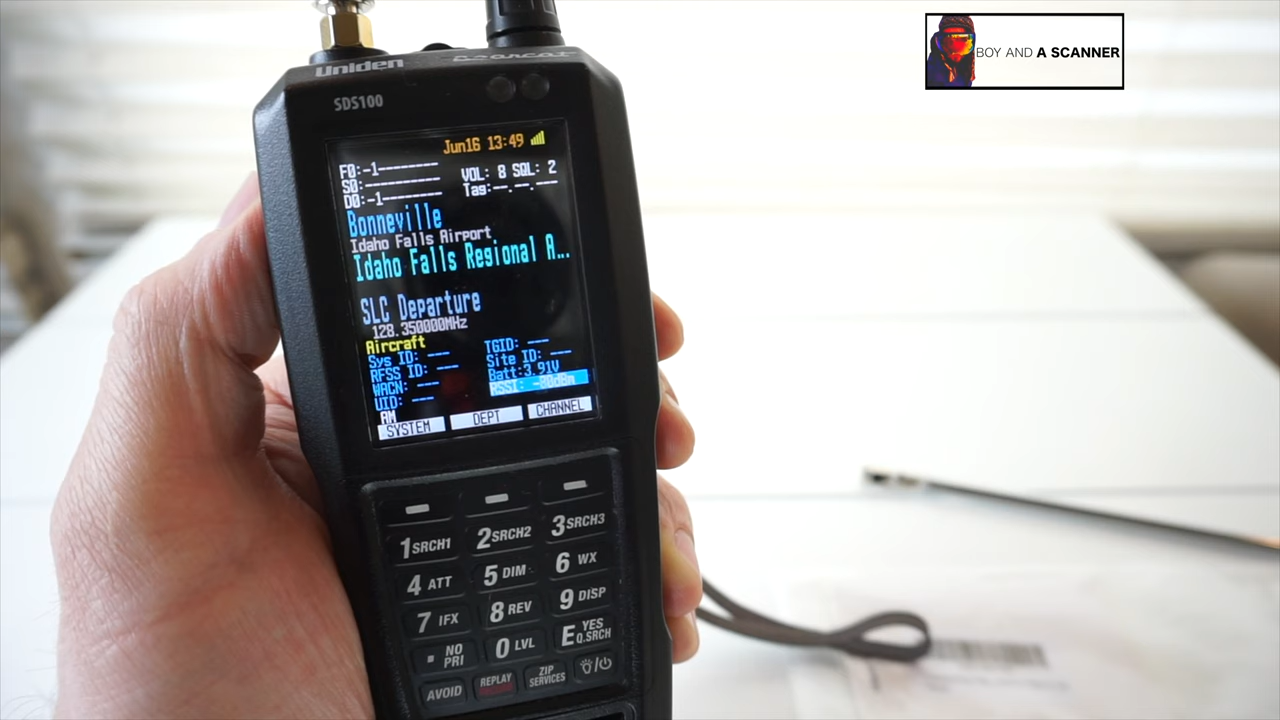 BOY AND A SCANNER
Uniden Bearcat
SDS100
Jun16 13:49
F0:-1--------
S0:----------
D0:-1--------
VOL: 8 SQL: 2
Tag:--.--.---
Bonneville
Idaho Falls Airport
Idaho Falls Regional A...
SLC Departure
128.350000MHz
Aircraft
Sys ID: ---
TGID: ---
RFSS ID: ---
Site ID: ---
WACN: ---
Batt:3.91V
UID: ---
RSSI: -80dBm
AM
SYSTEM DEPT CHANNEL
1 SRCH1 2 SRCH2 3 SRCH3
4 ATT 5 DIM 6 WX
7 IFX 8 REV 9 DISP
. NO PRI 0 LVL E YES Q.SRCH
AVOID REPLAY ZIP SERVICES